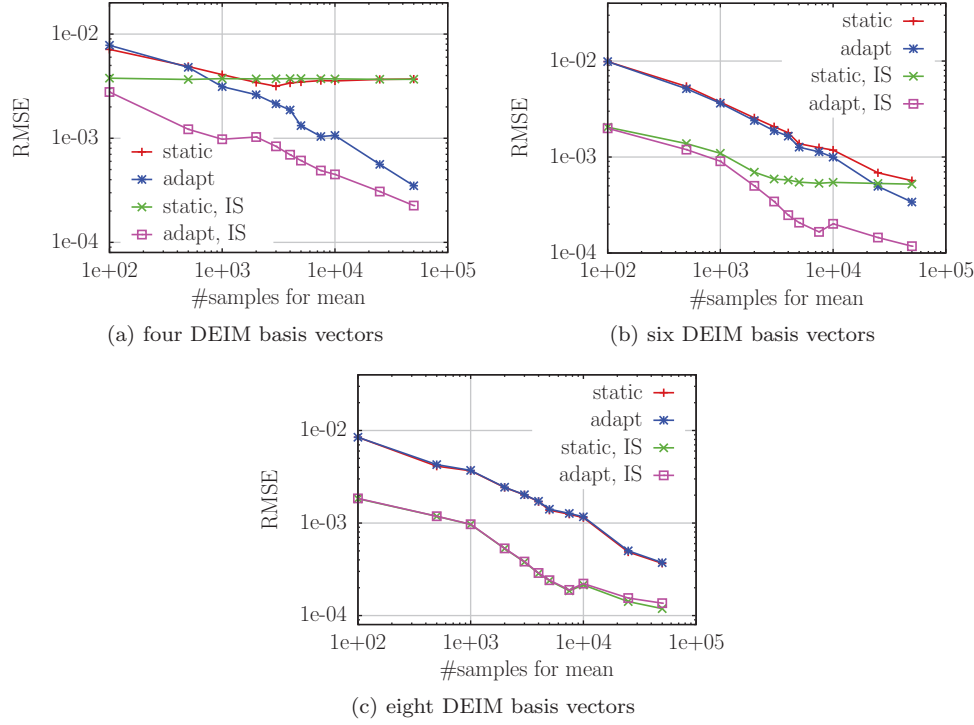 1e-02
1e-03
1e-04
RMSE
static
adapt
static, IS
adapt, IS
1e+02
1e+03
1e+04
1e+05
#samples for mean
(a) four DEIM basis vectors
1e-02
1e-03
1e-04
RMSE
static
adapt
static, IS
adapt, IS
1e+02
1e+03
1e+04
1e+05
#samples for mean
(b) six DEIM basis vectors
1e-02
1e-03
1e-04
RMSE
static
adapt
static, IS
adapt, IS
1e+02
1e+03
1e+04
1e+05
#samples for mean
(c) eight DEIM basis vectors